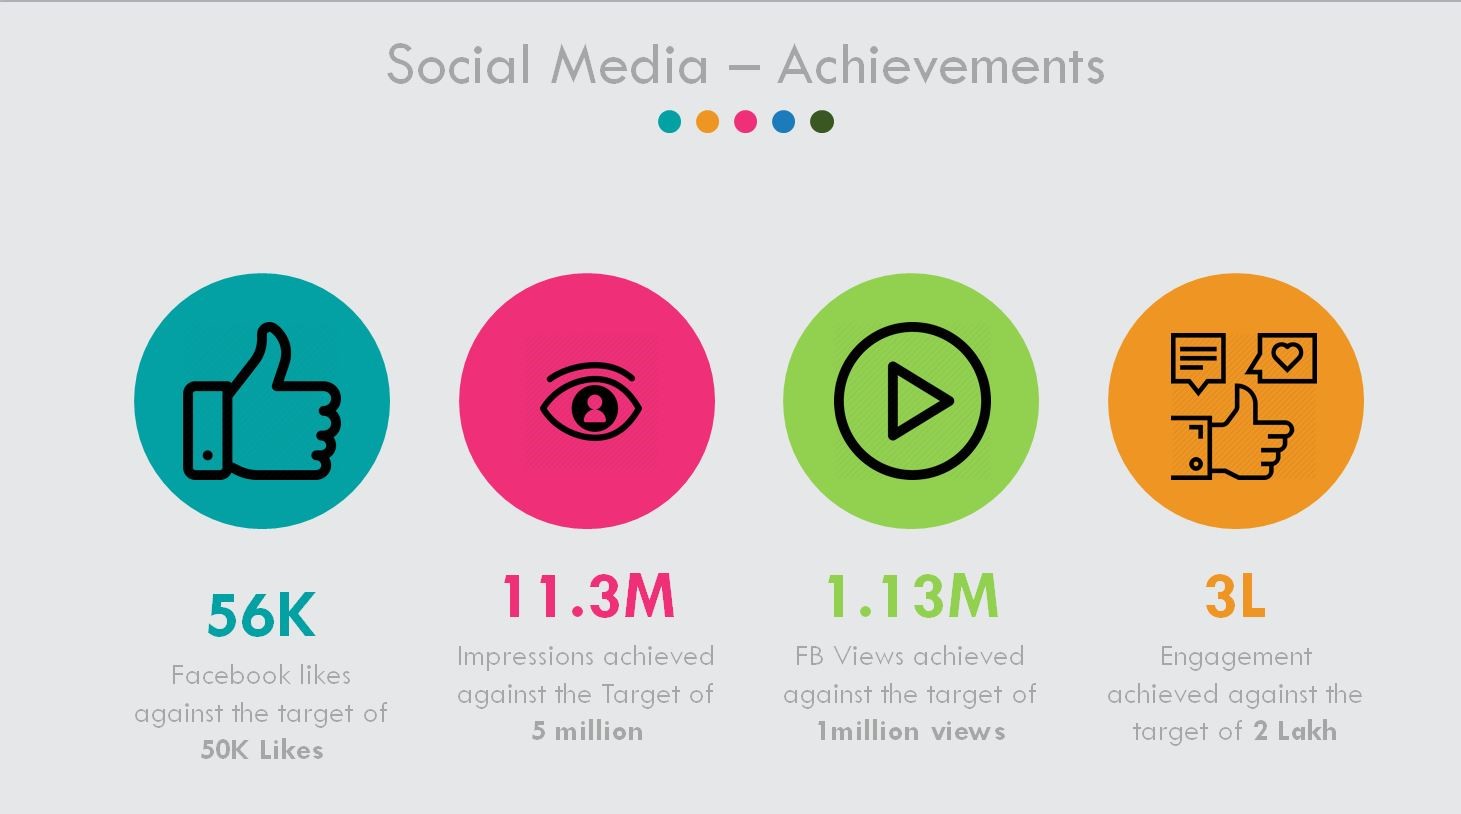 Social Media – Achievements
56K
Facebook likes
against the target of
50K Likes
11.3M
Impressions achieved
against the Target of
5 million
1.13M
FB Views achieved
against the target of
1million views
3L
Engagement
achieved against the
target of 2 Lakh